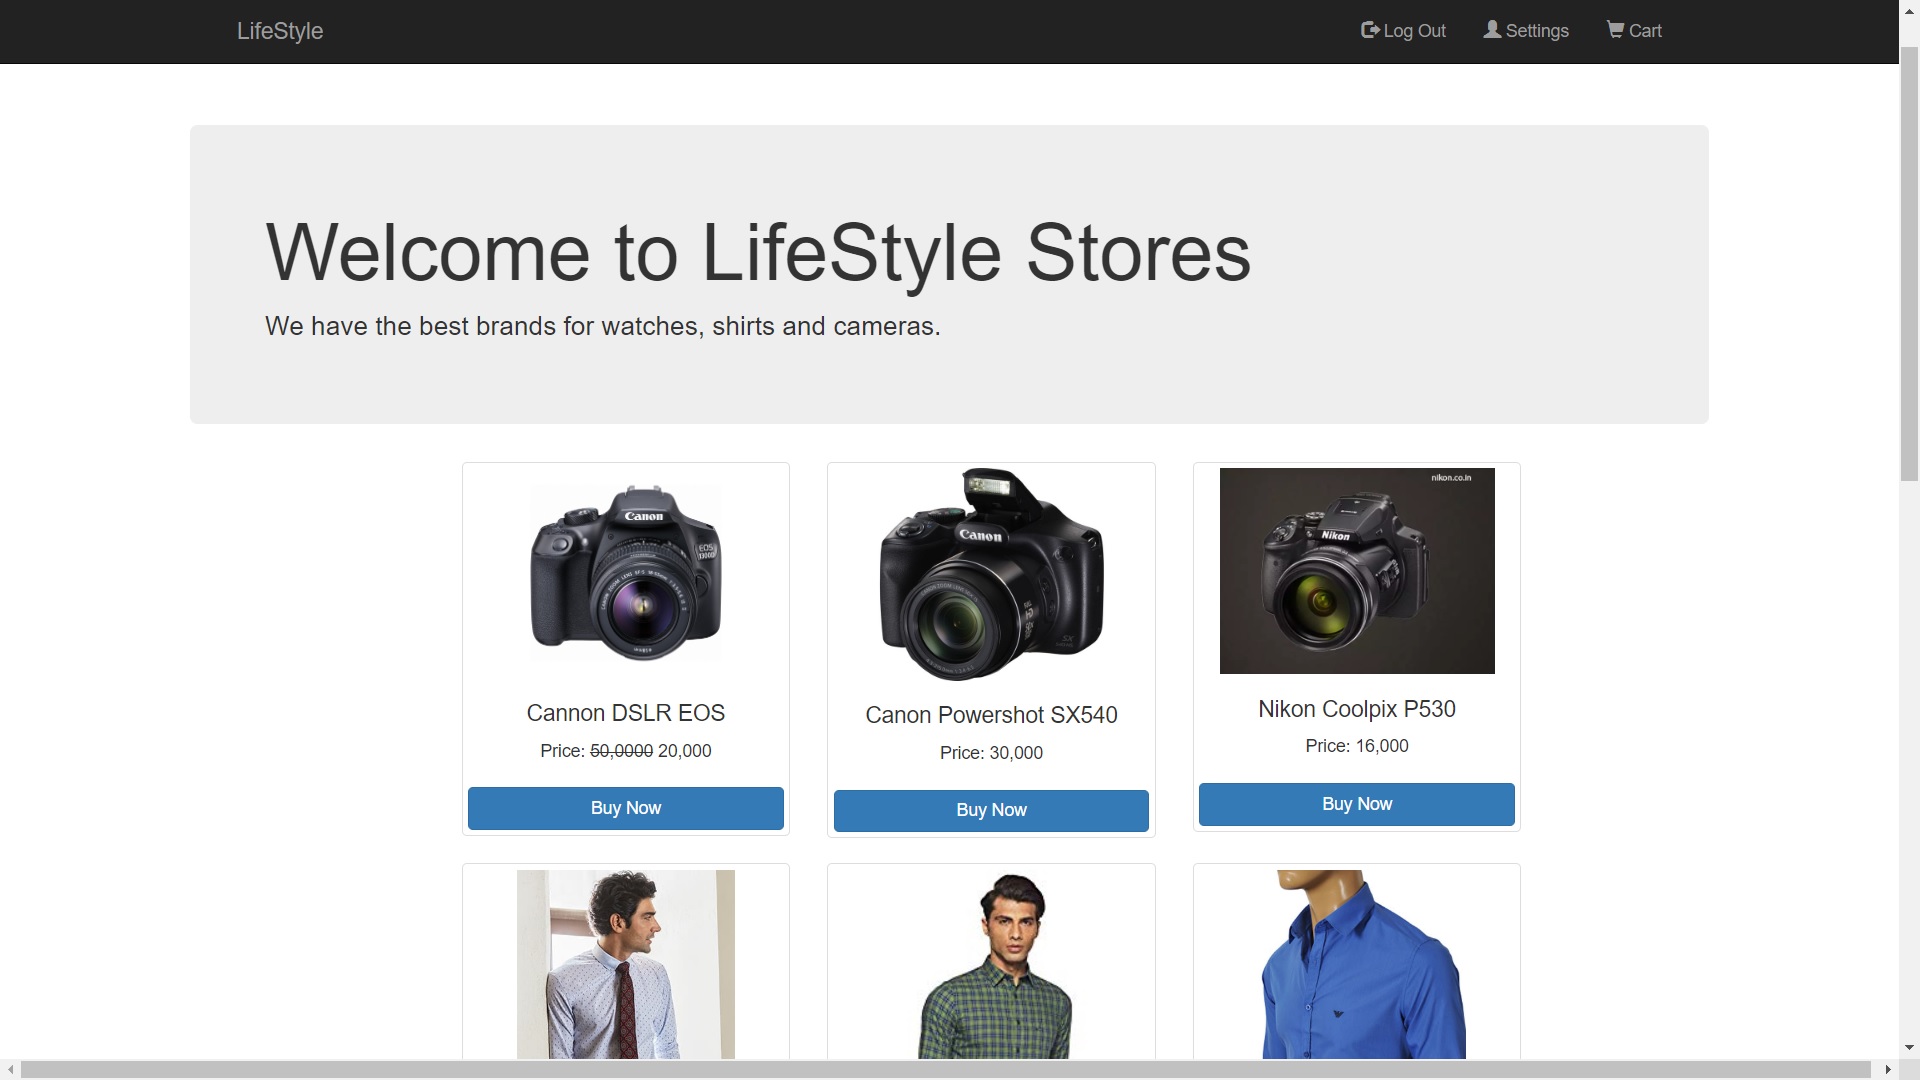 LifeStyle
Log Out Settings Cart
Welcome to LifeStyle Stores
We have the best brands for watches, shirts and cameras.
Canon
EOS
1300D
Canon
nikon.co.in
Nikon
Cannon DSLR EOS
Price: 50,0000 20,000
Buy Now
Canon Powershot SX540
Price: 30,000
Buy Now
Nikon Coolpix P530
Price: 16,000
Buy Now